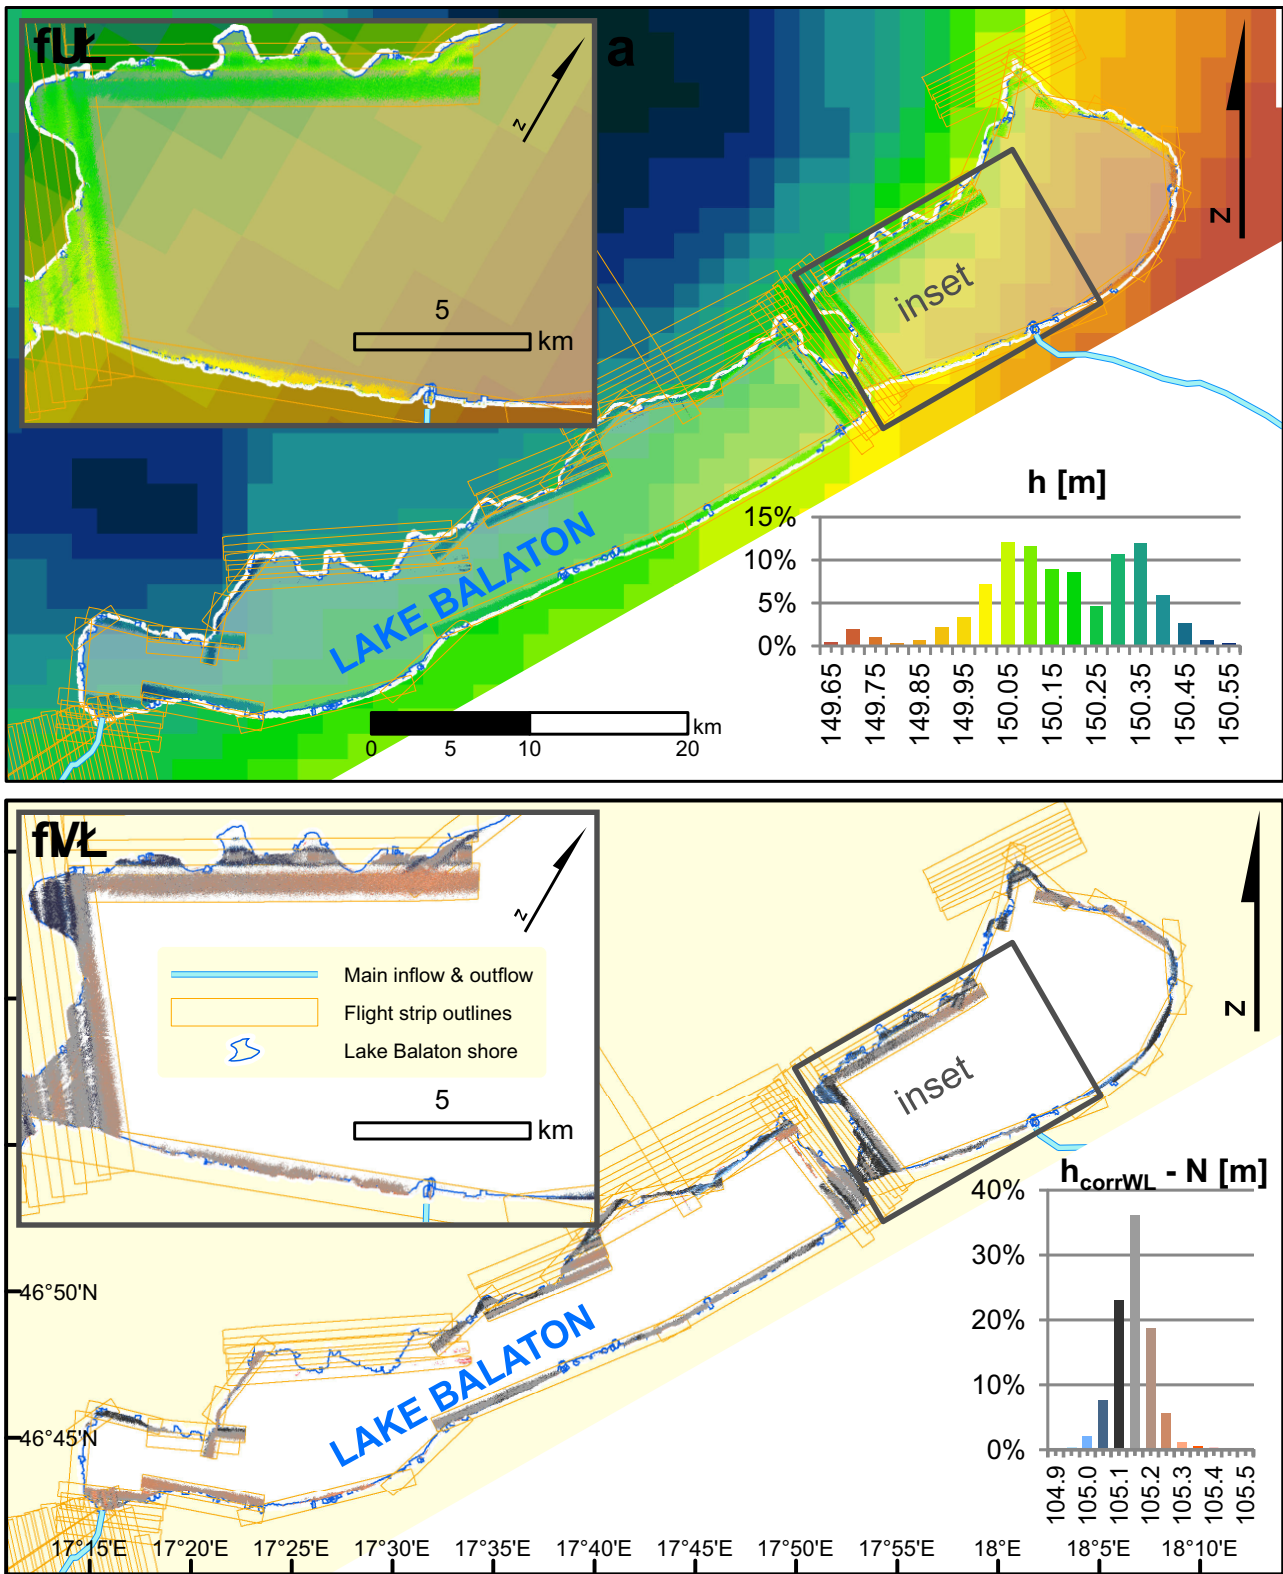 fUŁ
a
z
z
5
km
inset
LAKE BALATON
h [m]
15%
10%
5%
0%
149.65
149.75
149.85
149.95
150.05
150.15
150.25
150.35
150.45
150.55
km
0
5
10
20
fVŁ
z
z
Main inflow & outflow
Flight strip outlines
Lake Balaton shore
5
km
inset
LAKE BALATON
h corrWL - N [m]
40%
30%
20%
10%
0%
104.9
105.0
105.1
105.2
105.3
105.4
105.5
46°50'N
46°45'N
17°15'E 17°20'E 17°25'E 17°30'E 17°35'E 17°40'E 17°45'E 17°50'E 17°55'E 18°E 18°5'E 18°10'E